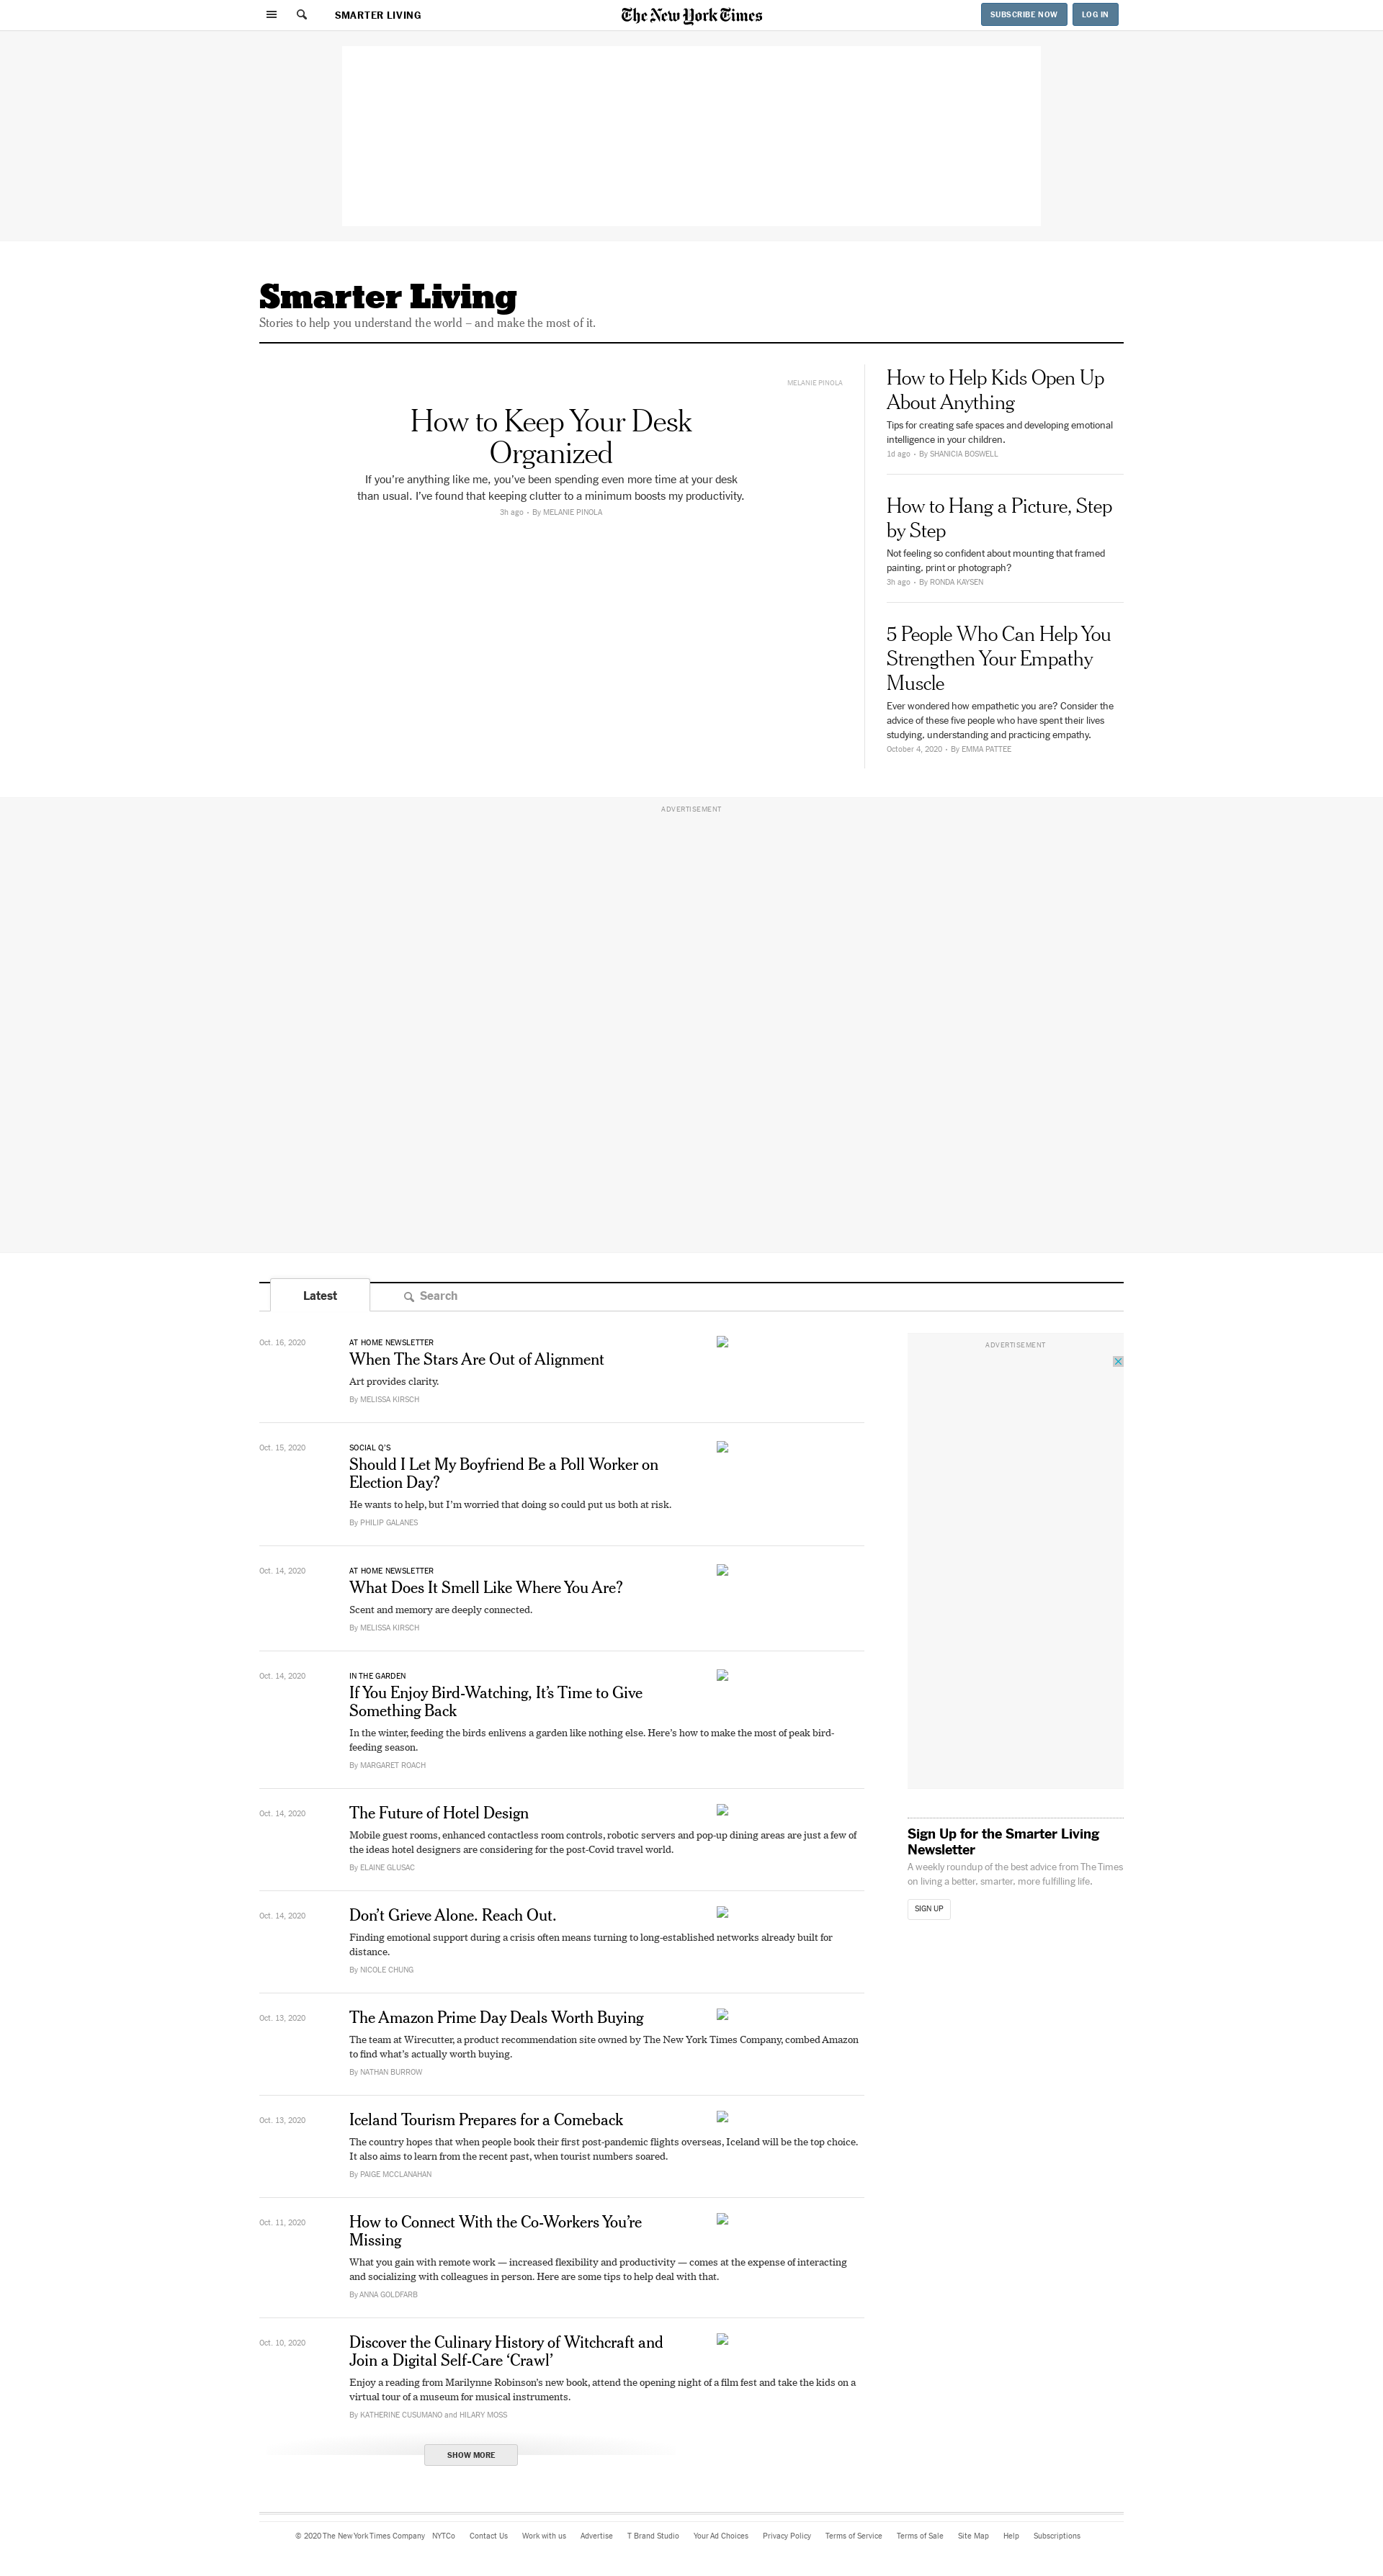 SMARTER LIVING
The New York Times
SUBSCRIBE NOW
LOG IN
Smarter Living
Stories to help you understand the world – and make the most of it.
MELANIE PINOLA
How to Keep Your Desk
Organized
If you’re anything like me, you’ve been spending even more time at your desk
than usual. I’ve found that keeping clutter to a minimum boosts my productivity.
3h ago • By MELANIE PINOLA
How to Help Kids Open Up
About Anything
Tips for creating safe spaces and developing emotional
intelligence in your children.
1d ago • By SHANICIA BOSWELL
How to Hang a Picture, Step
by Step
Not feeling so confident about mounting that framed
painting, print or photograph?
3h ago • By RONDA KAYSEN
5 People Who Can Help You
Strengthen Your Empathy
Muscle
Ever wondered how empathetic you are? Consider the
advice of these five people who have spent their lives
studying, understanding and practicing empathy.
October 4, 2020 • By EMMA PATTEE
ADVERTISEMENT
Latest
Search
Oct. 16, 2020
AT HOME NEWSLETTER
When The Stars Are Out of Alignment
Art provides clarity.
By MELISSA KIRSCH
Oct. 15, 2020
SOCIAL Q’S
Should I Let My Boyfriend Be a Poll Worker on
Election Day?
He wants to help, but I’m worried that doing so could put us both at risk.
By PHILIP GALANES
Oct. 14, 2020
AT HOME NEWSLETTER
What Does It Smell Like Where You Are?
Scent and memory are deeply connected.
By MELISSA KIRSCH
Oct. 14, 2020
IN THE GARDEN
If You Enjoy Bird-Watching, It’s Time to Give
Something Back
In the winter, feeding the birds enlivens a garden like nothing else. Here’s how to make the most of peak bird-
feeding season.
By MARGARET ROACH
Oct. 14, 2020
The Future of Hotel Design
Mobile guest rooms, enhanced contactless room controls, robotic servers and pop-up dining areas are just a few of
the ideas hotel designers are considering for the post-Covid travel world.
By ELAINE GLUSAC
Oct. 14, 2020
Don’t Grieve Alone. Reach Out.
Finding emotional support during a crisis often means turning to long-established networks already built for
distance.
By NICOLE CHUNG
Oct. 13, 2020
The Amazon Prime Day Deals Worth Buying
The team at Wirecutter, a product recommendation site owned by The New York Times Company, combed Amazon
to find what’s actually worth buying.
By NATHAN BURROW
Oct. 13, 2020
Iceland Tourism Prepares for a Comeback
The country hopes that when people book their first post-pandemic flights overseas, Iceland will be the top choice.
It also aims to learn from the recent past, when tourist numbers soared.
By PAIGE MCCLANAHAN
Oct. 11, 2020
How to Connect With the Co-Workers You’re
Missing
What you gain with remote work — increased flexibility and productivity — comes at the expense of interacting
and socializing with colleagues in person. Here are some tips to help deal with that.
By ANNA GOLDFARB
Oct. 10, 2020
Discover the Culinary History of Witchcraft and
Join a Digital Self-Care ‘Crawl’
Enjoy a reading from Marilynne Robinson’s new book, attend the opening night of a film fest and take the kids on a
virtual tour of a museum for musical instruments.
By KATHERINE CUSUMANO and HILARY MOSS
SHOW MORE
ADVERTISEMENT
Sign Up for the Smarter Living
Newsletter
A weekly roundup of the best advice from The Times
on living a better, smarter, more fulfilling life.
SIGN UP
© 2020 The New York Times Company NYTCo Contact Us Work with us Advertise T Brand Studio Your Ad Choices Privacy Policy Terms of Service Terms of Sale Site Map Help Subscriptions